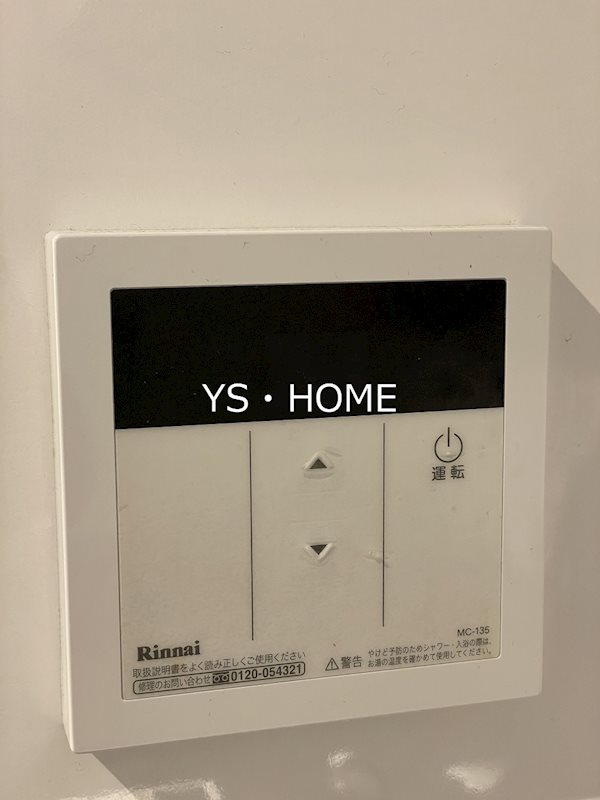 YS・HOME
運転
MC-135
Rinnai
取扱説明書をよく読み正しくご使用ください
修理のお問い合わせ 0120-054321
警告 やけど予防のためシャワー・入浴の際は、
お湯の温度を確かめて使用してください。